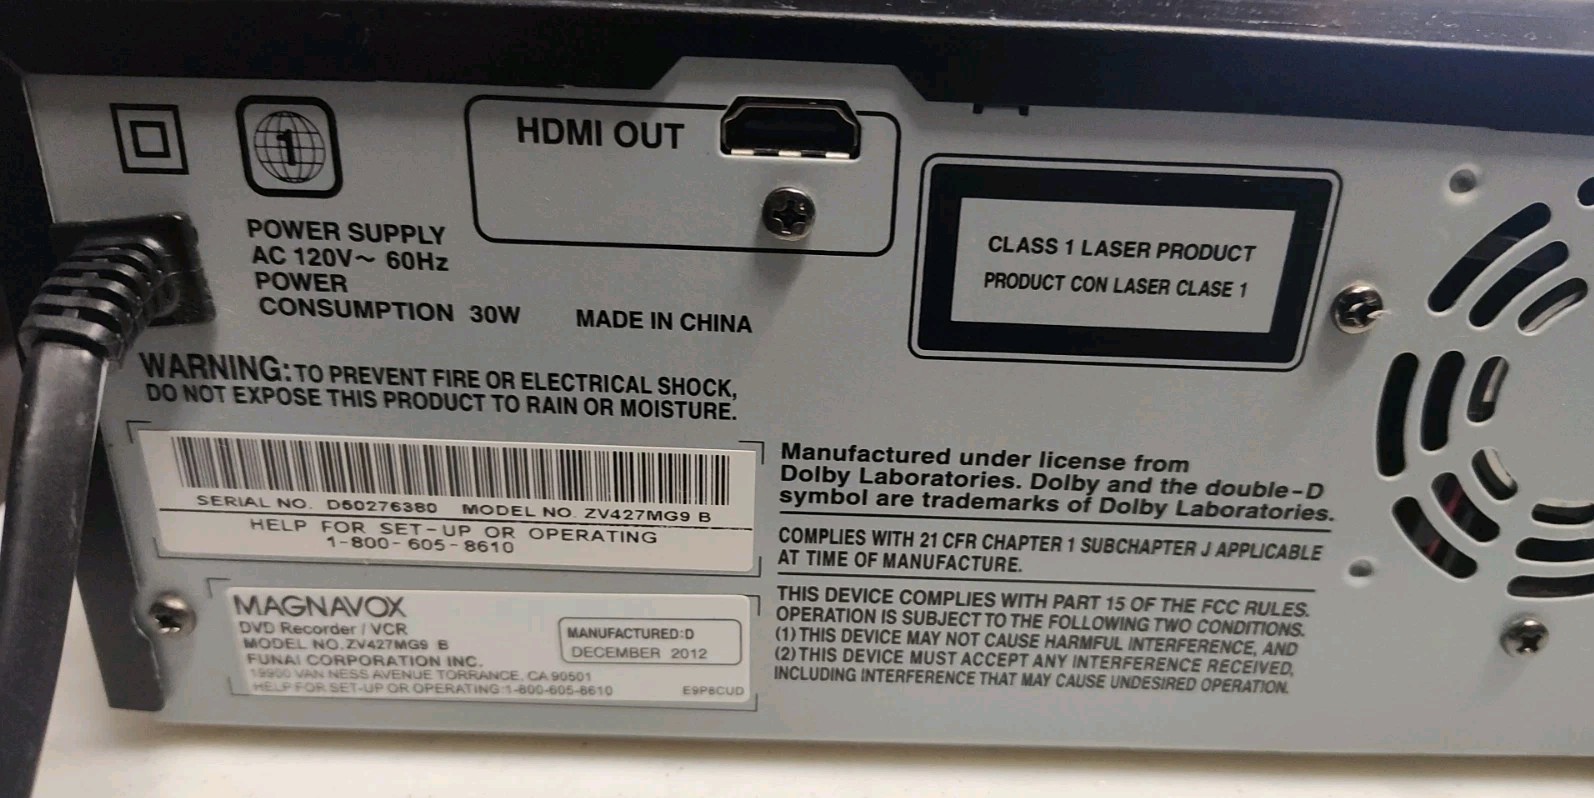 1
HDMI OUT
POWER SUPPLY
AC 120V~ 60Hz
POWER
CONSUMPTION 30W
MADE IN CHINA
CLASS 1 LASER PRODUCT
PRODUCT CON LASER CLASE 1
WARNING: TO PREVENT FIRE OR ELECTRICAL SHOCK,
DO NOT EXPOSE THIS PRODUCT TO RAIN OR MOISTURE.
SERIAL NO. D50276380 MODEL NO. ZV427MG9 B
HELP FOR SET-UP OR OPERATING
1-800-605-8610
MAGNAVOX
DVD Recorder / VCR
MODEL NO. ZV427MG9 B
FUNAI CORPORATION INC.
19900 VAN NESS AVENUE TORRANCE, CA 90501
HELP FOR SET-UP OR OPERATING 1-800-605-8610
MANUFACTURED:D
DECEMBER 2012
E9P6CUD
Manufactured under license from
Dolby Laboratories. Dolby and the double-D
symbol are trademarks of Dolby Laboratories.
COMPLIES WITH 21 CFR CHAPTER 1 SUBCHAPTER J APPLICABLE
AT TIME OF MANUFACTURE.
THIS DEVICE COMPLIES WITH PART 15 OF THE FCC RULES.
OPERATION IS SUBJECT TO THE FOLLOWING TWO CONDITIONS.
(1) THIS DEVICE MAY NOT CAUSE HARMFUL INTERFERENCE, AND
(2) THIS DEVICE MUST ACCEPT ANY INTERFERENCE RECEIVED,
INCLUDING INTERFERENCE THAT MAY CAUSE UNDESIRED OPERATION.